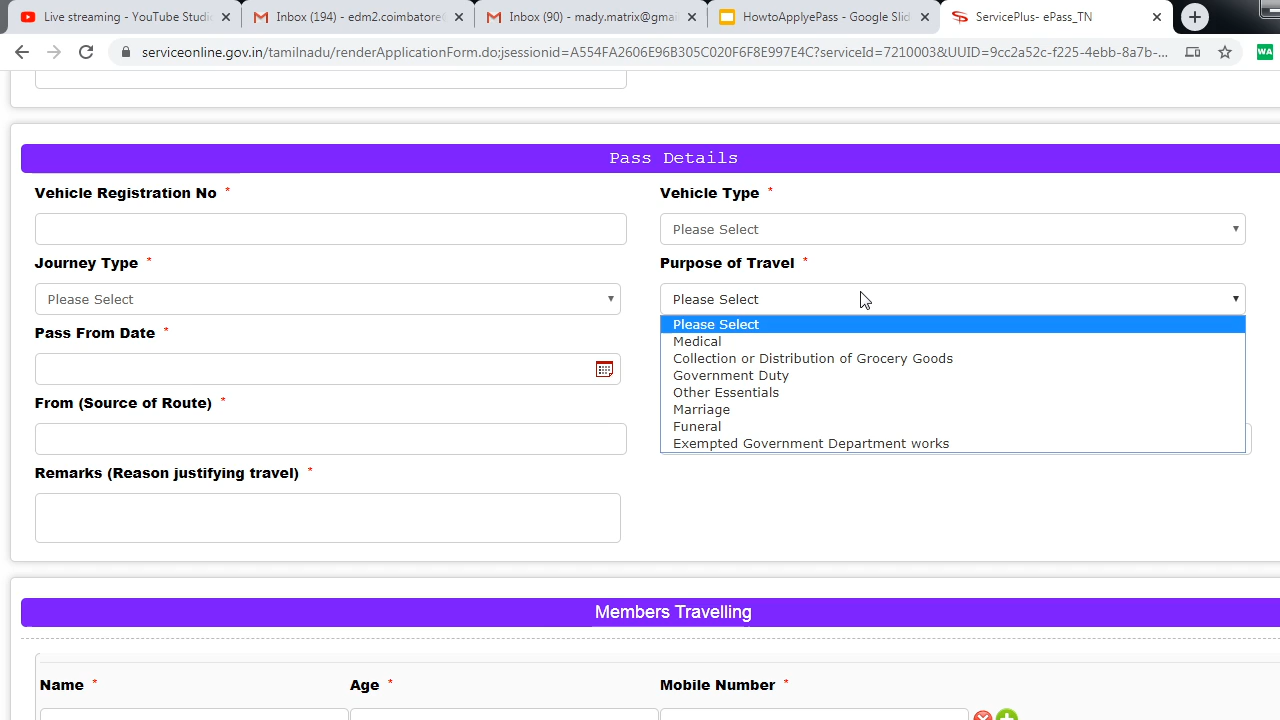 Live streaming - YouTube Studi
Inbox (194) - edm2.coimbatore
Inbox (90) - mady.matrix@gma
HowtoApplyePass - Google Slid
ServicePlus- ePass_TN
serviceonline.gov.in/tamilnadu/renderApplicationForm.do;jsessionid=A554FA2606E96B305C020F6F8E997E4C?serviceId=7210003&UUID=9cc2a52c-f225-4ebb-8a7b-...
WA
Pass Details
Vehicle Registration No *
Vehicle Type *
Please Select
Journey Type *
Purpose of Travel *
Please Select
Please Select
Please Select
Medical
Collection or Distribution of Grocery Goods
Government Duty
Other Essentials
Marriage
Funeral
Exempted Government Department works
Pass From Date *
From (Source of Route) *
Remarks (Reason justifying travel) *
Members Travelling
Name *
Age *
Mobile Number *